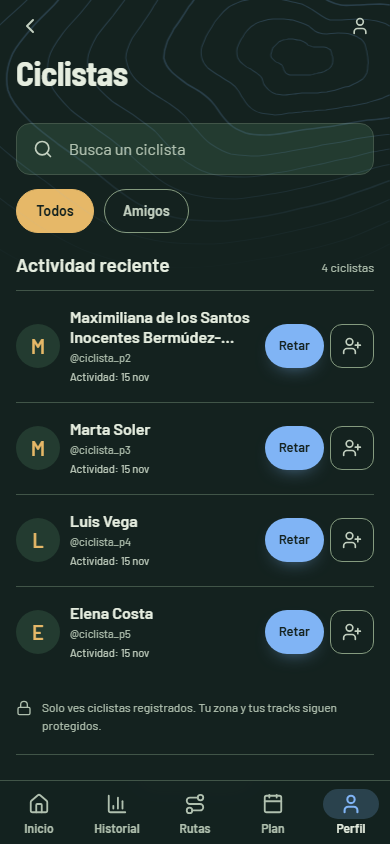 Ciclistas
Busca un ciclista
Todos
Amigos
Actividad reciente
4 ciclistas
M
Maximiliana de los Santos
Inocentes Bermúdez-...
@ciclista_p2
Actividad: 15 nov
Retar
M
Marta Soler
@ciclista_p3
Actividad: 15 nov
Retar
L
Luis Vega
@ciclista_p4
Actividad: 15 nov
Retar
E
Elena Costa
@ciclista_p5
Actividad: 15 nov
Retar
Solo ves ciclistas registrados. Tu zona y tus tracks siguen
protegidos.
Inicio
Historial
Rutas
Plan
Perfil